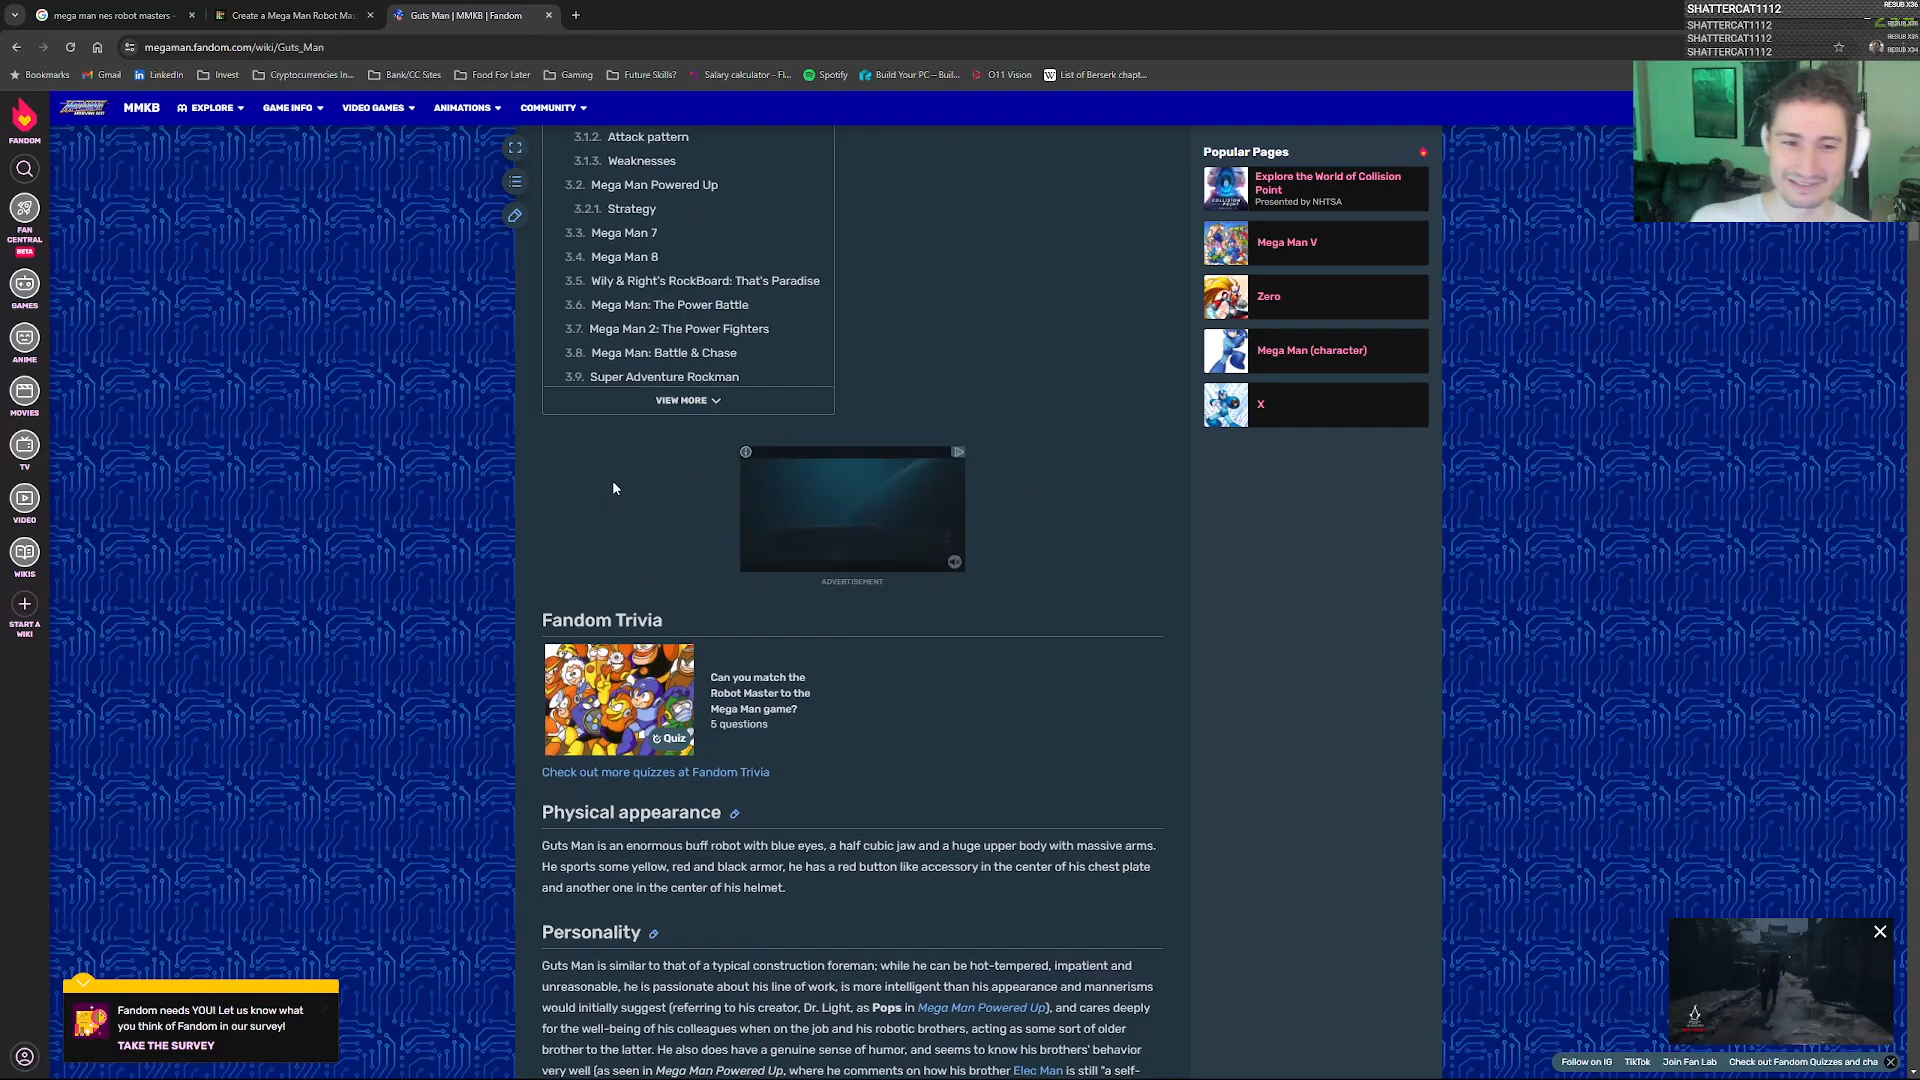 mega man nes robot masters -
Create a Mega Man Robot Mas
Guts Man | MMKB | Fandom
megaman.fandom.com/wiki/Guts_Man
Bookmarks
Gmail
LinkedIn
Invest
Cryptocurrencies In...
Bank/CC Sites
Food For Later
Gaming
Future Skills?
Salary calculator - Fl...
Spotify
Build Your PC – Buil...
O11 Vision
List of Berserk chapt...
SHATTERCAT1112
SHATTERCAT1112
SHATTERCAT1112
SHATTERCAT1112
RESUB X36
RESUB X35
RESUB X34
FANDOM
MMKB
EXPLORE
GAME INFO
VIDEO GAMES
ANIMATIONS
COMMUNITY
FAN
CENTRAL
BETA
GAMES
ANIME
MOVIES
TV
VIDEO
WIKIS
START A
WIKI
3.1.2. Attack pattern
3.1.3. Weaknesses
3.2. Mega Man Powered Up
3.2.1. Strategy
3.3. Mega Man 7
3.4. Mega Man 8
3.5. Wily & Right's RockBoard: That's Paradise
3.6. Mega Man: The Power Battle
3.7. Mega Man 2: The Power Fighters
3.8. Mega Man: Battle & Chase
3.9. Super Adventure Rockman
VIEW MORE
ADVERTISEMENT
Fandom Trivia
Can you match the
Robot Master to the
Mega Man game?
5 questions
Quiz
Check out more quizzes at Fandom Trivia
Physical appearance
Guts Man is an enormous buff robot with blue eyes, a half cubic jaw and a huge upper body with massive arms.
He sports some yellow, red and black armor, he has a red button like accessory in the center of his chest plate
and another one in the center of his helmet.
Personality
Guts Man is similar to that of a typical construction foreman; while he can be hot-tempered, impatient and
unreasonable, he is passionate about his line of work, is more intelligent than his appearance and mannerisms
would initially suggest (referring to his creator, Dr. Light, as Pops in Mega Man Powered Up), and cares deeply
for the well-being of his colleagues when on the job and his robotic brothers, acting as some sort of older
brother to the latter. He also does have a genuine sense of humor, and seems to know his brothers' behavior
very well (as seen in Mega Man Powered Up, where he comments on how his brother Elec Man is still "a self-
Popular Pages
Explore the World of Collision
Point
Presented by NHTSA
Mega Man V
Zero
Mega Man (character)
X
Fandom needs YOU! Let us know what
you think of Fandom in our survey!
TAKE THE SURVEY
Follow on IG
TikTok
Join Fan Lab
Check out Fandom Quizzes and cha